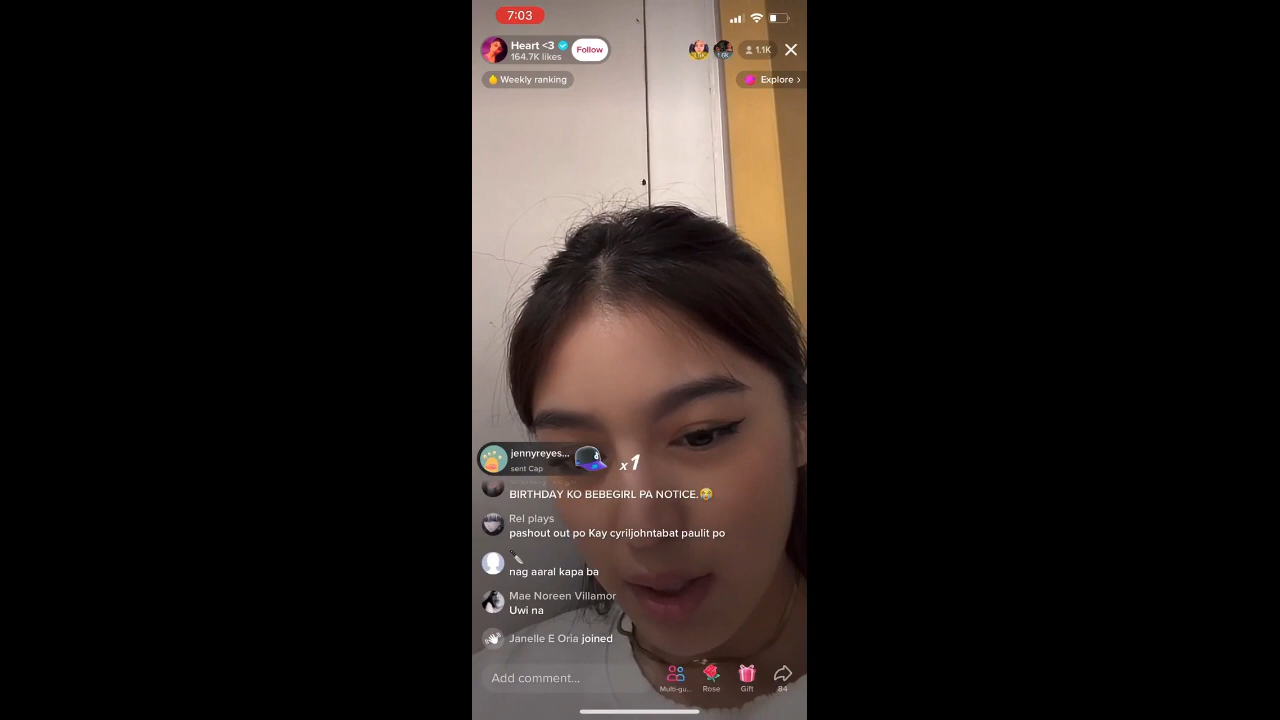 7:03
Heart <3
164.7K likes
Follow
1.1K
Weekly ranking
Explore >
jennyreyes...
sent Cap
x1
BIRTHDAY KO BEBEGIRL PA NOTICE.😭
Rel plays
pashout out po Kay cyriljohntabat paulit po
🔪
nag aaral kapa ba
Mae Noreen Villamor
Uwi na
Janelle E Oria joined
Add comment...
Multi-gu...
Rose
Gift
84